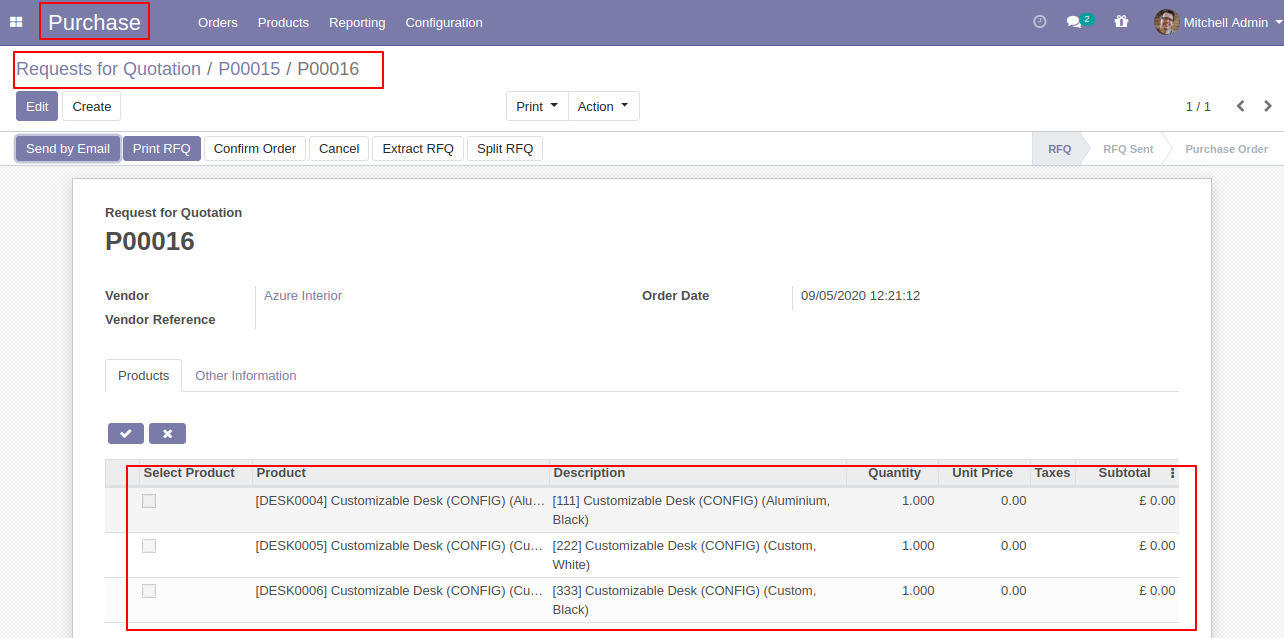 Purchase Orders Products Reporting Configuration 2 Mitchell Admin
Requests for Quotation / P00015 / P00016
Edit Create Print Action 1 / 1
Send by Email Print RFQ Confirm Order Cancel Extract RFQ Split RFQ RFQ RFQ Sent Purchase Order
Request for Quotation
P00016
Vendor Azure Interior Order Date 09/05/2020 12:21:12
Vendor Reference
Products Other Information
Select Product Product Description Quantity Unit Price Taxes Subtotal
[DESK0004] Customizable Desk (CONFIG) (Alu... [111] Customizable Desk (CONFIG) (Aluminium, 1.000 0.00 £ 0.00
Black)
[DESK0005] Customizable Desk (CONFIG) (Cu... [222] Customizable Desk (CONFIG) (Custom, 1.000 0.00 £ 0.00
White)
[DESK0006] Customizable Desk (CONFIG) (Cu... [333] Customizable Desk (CONFIG) (Custom, 1.000 0.00 £ 0.00
Black)